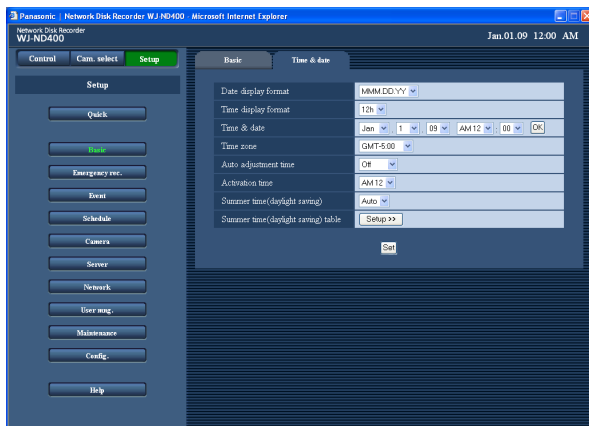 Panasonic | Network Disk Recorder WJ-ND400 - Microsoft Internet Explorer
Network Disk Recorder
WJ-ND400
Jan.01.09 12:00 AM
Control Cam. select Setup
Basic Time & date
Setup
Quick
Basic
Emergency rec.
Event
Schedule
Camera
Server
Network
User mng.
Maintenance
Config.
Help
Date display format MMM.DD.YY
Time display format 12h
Time & date Jan . 1 . 09 AM 12 : 00 OK
Time zone GMT-5:00
Auto adjustment time Off
Activation time AM 12
Summer time(daylight saving) Auto
Summer time(daylight saving) table Setup >>
Set